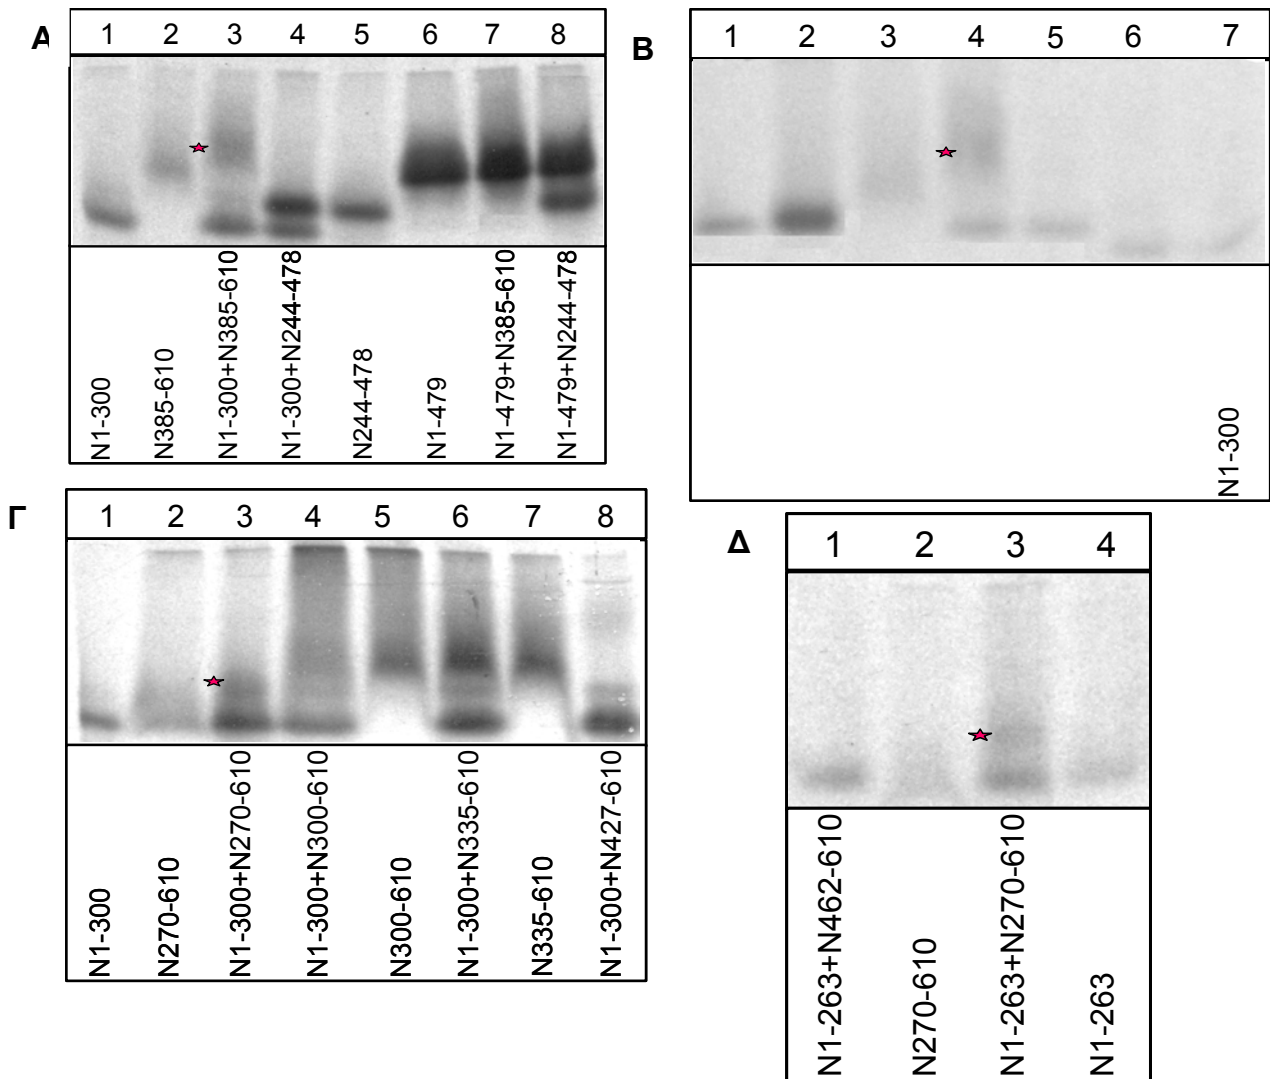 A
1 2 3 4 5 6 7 8
N1-300
N385-610
N1-300+N385-610
N1-300+N244-478
N244-478
N1-479
N1-479+N385-610
N1-479+N244-478
B
1 2 3 4 5 6 7
N1-300
Γ
1 2 3 4 5 6 7 8
N1-300
N270-610
N1-300+N270-610
N1-300+N300-610
N300-610
N1-300+N335-610
N335-610
N1-300+N427-610
Δ
1 2 3 4
N1-263+N462-610
N270-610
N1-263+N270-610
N1-263